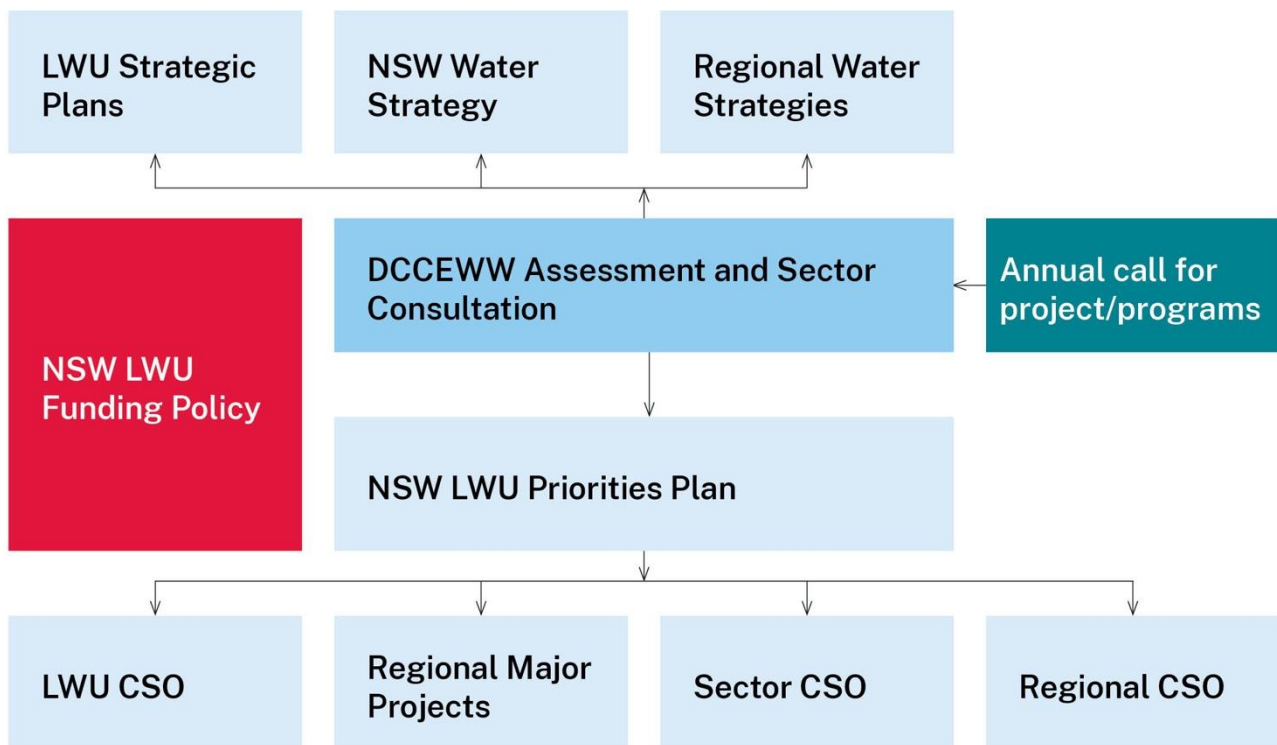 LWU Strategic
Plans
NSW Water
Strategy
Regional Water
Strategies
NSW LWU
Funding Policy
DCCEWW Assessment and Sector
Consultation
Annual call for
project/programs
NSW LWU Priorities Plan
LWU CSO
Regional Major
Projects
Sector CSO
Regional CSO